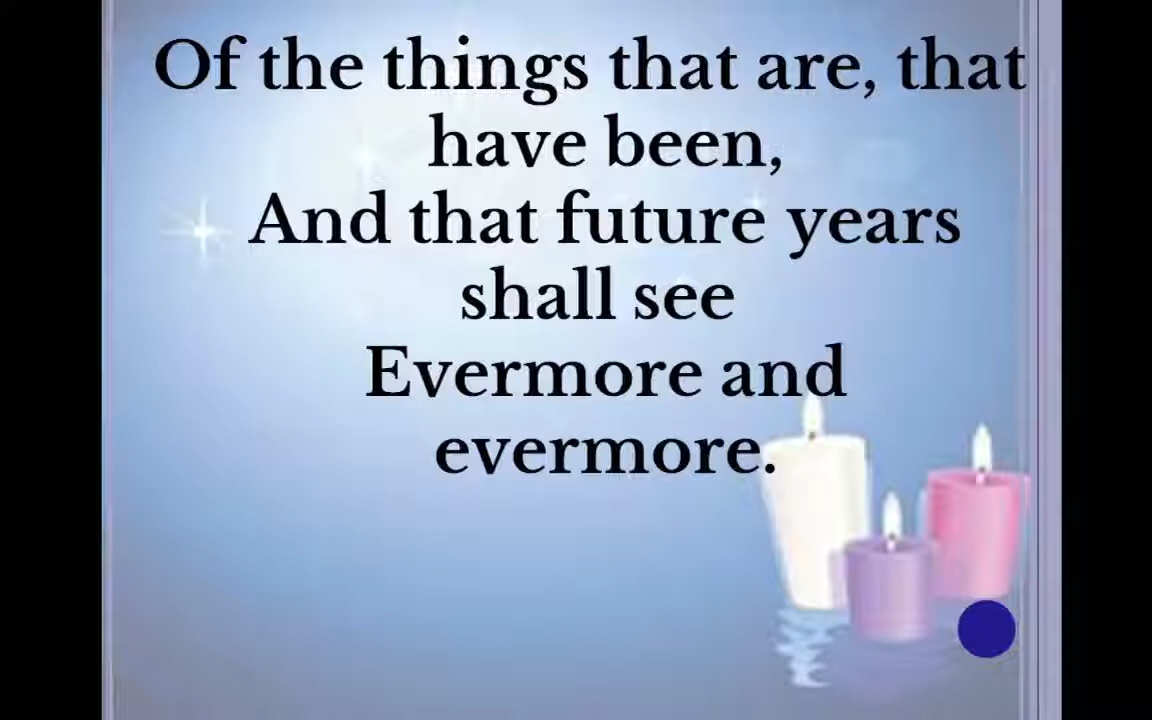 Of the things that are, that
have been,
And that future years
shall see
Evermore and
evermore.